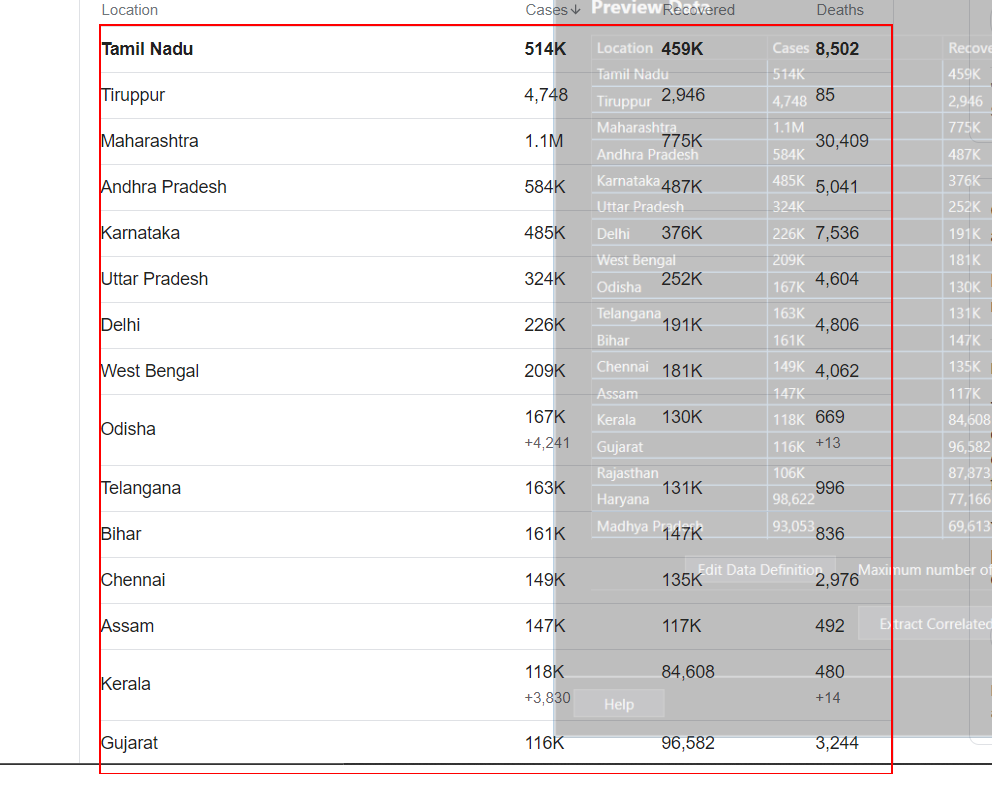 Location Cases↓ Recovered Deaths
Tamil Nadu 514K 459K 8,502
Tiruppur 4,748 2,946 85
Maharashtra 1.1M 775K 30,409
Andhra Pradesh 584K 487K 5,041
Karnataka 485K 376K 7,536
Uttar Pradesh 324K 252K 4,604
Delhi 226K 191K 4,806
West Bengal 209K 181K 4,062
Odisha 167K 130K 669
+4,241 +13
Telangana 163K 131K 996
Bihar 161K 147K 836
Chennai 149K 135K 2,976
Assam 147K 117K 492
Kerala 118K 84,608 480
+3,830 +14
Gujarat 116K 96,582 3,244
Preview Data
Location Cases Recove
Tamil Nadu 514K 459K
Tiruppur 4,748 2,946
Maharashtra 1.1M 775K
Andhra Pradesh 584K 487K
Karnataka 485K 376K
Uttar Pradesh 324K 252K
Delhi 226K 191K
West Bengal 209K 181K
Odisha 167K 130K
Telangana 163K 131K
Bihar 161K 147K
Chennai 149K 135K
Assam 147K 117K
Kerala 118K 84,608
Gujarat 116K 96,582
Rajasthan 106K 87,873
Haryana 98,622 77,166
Madhya Pradesh 93,053 69,613
Edit Data Definition Maximum number of
Extract Correlated
Help